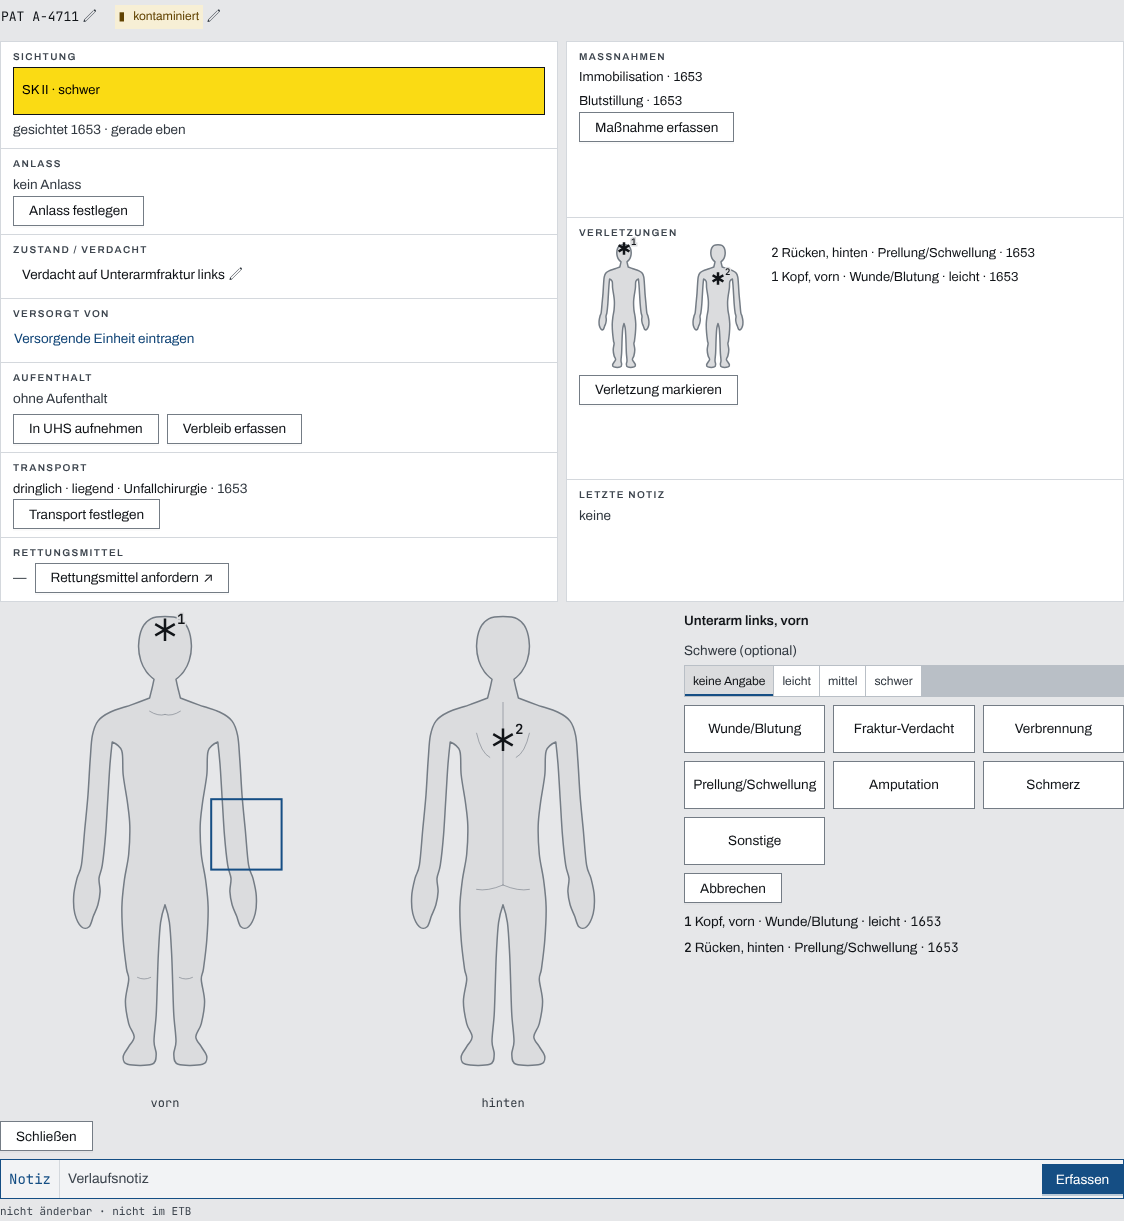 PAT A-4711
kontaminiert
SICHTUNG
SK II · schwer
gesichtet 1653 · gerade eben
ANLASS
kein Anlass
Anlass festlegen
ZUSTAND / VERDACHT
Verdacht auf Unterarmfraktur links
VERSORGT VON
Versorgende Einheit eintragen
AUFENTHALT
ohne Aufenthalt
In UHS aufnehmen
Verbleib erfassen
TRANSPORT
dringlich · liegend · Unfallchirurgie · 1653
Transport festlegen
RETTUNGSMITTEL
— Rettungsmittel anfordern ↗
MASSNAHMEN
Immobilisation · 1653
Blutstillung · 1653
Maßnahme erfassen
VERLETZUNGEN
1
2
2 Rücken, hinten · Prellung/Schwellung · 1653
1 Kopf, vorn · Wunde/Blutung · leicht · 1653
Verletzung markieren
LETZTE NOTIZ
keine
1
2
vorn
hinten
Unterarm links, vorn
Schwere (optional)
keine Angabe leicht mittel schwer
Wunde/Blutung Fraktur-Verdacht Verbrennung
Prellung/Schwellung Amputation Schmerz
Sonstige
Abbrechen
1 Kopf, vorn · Wunde/Blutung · leicht · 1653
2 Rücken, hinten · Prellung/Schwellung · 1653
Schließen
Notiz Verlaufsnotiz Erfassen
nicht änderbar · nicht im ETB